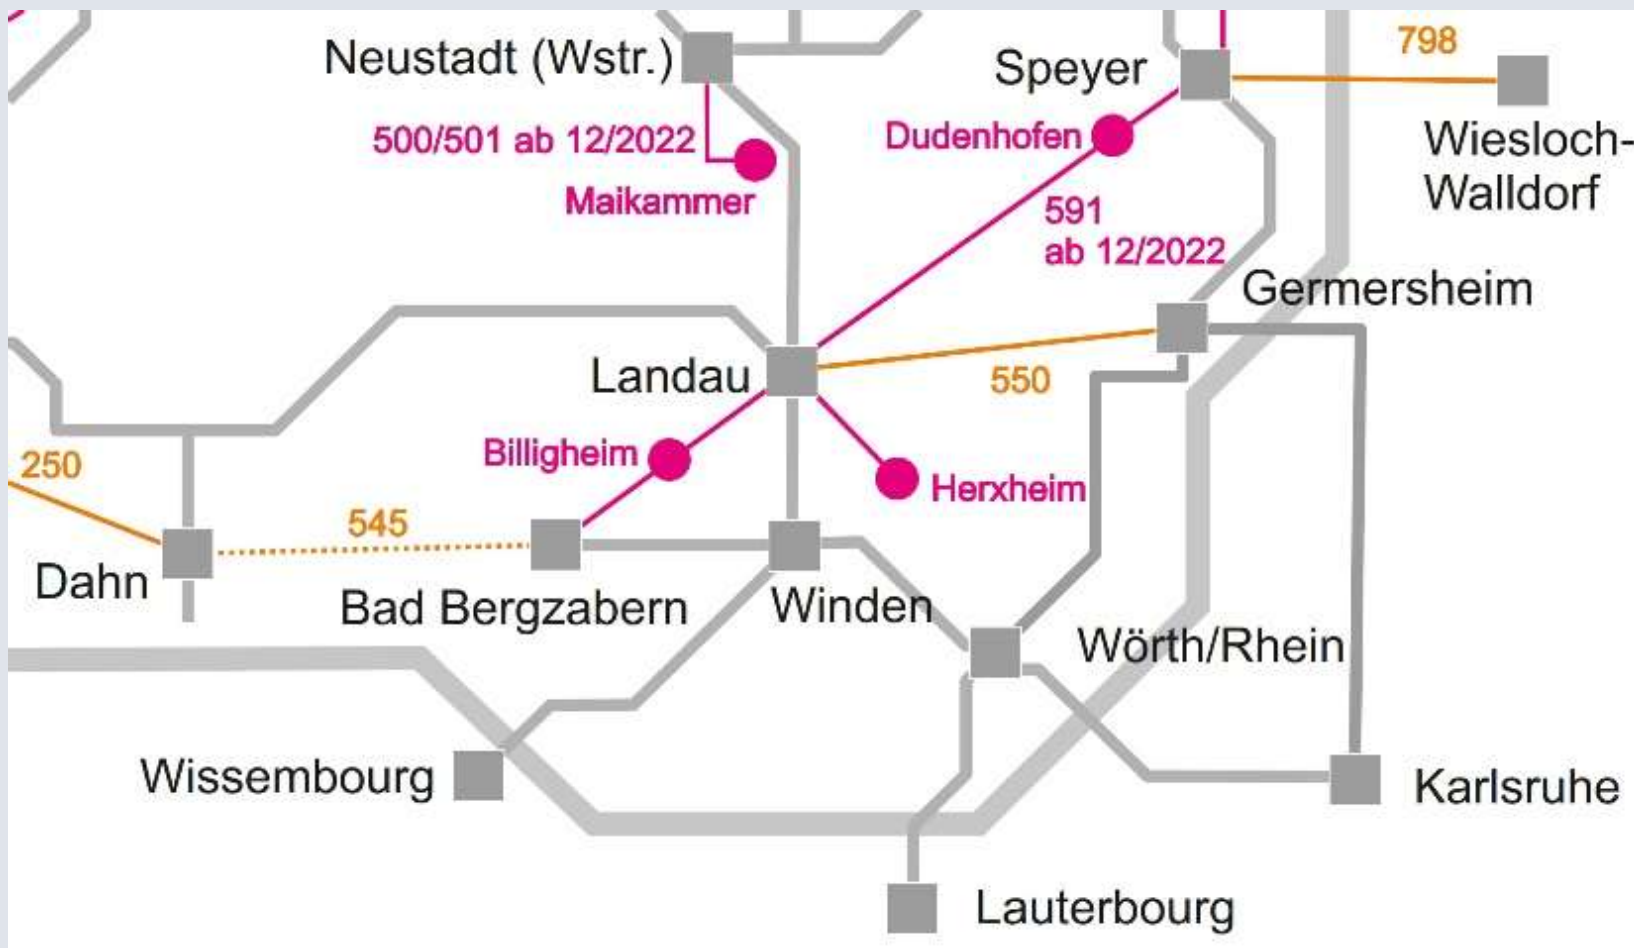 Neustadt (Wstr.)
Speyer
798
500/501 ab 12/2022
Dudenhofen
Wiesloch-
Walldorf
Maikammer
591
ab 12/2022
Germersheim
Landau
550
Billigheim
250
Herxheim
545
Dahn
Bad Bergzabern
Winden
Wörth/Rhein
Wissembourg
Karlsruhe
Lauterbourg